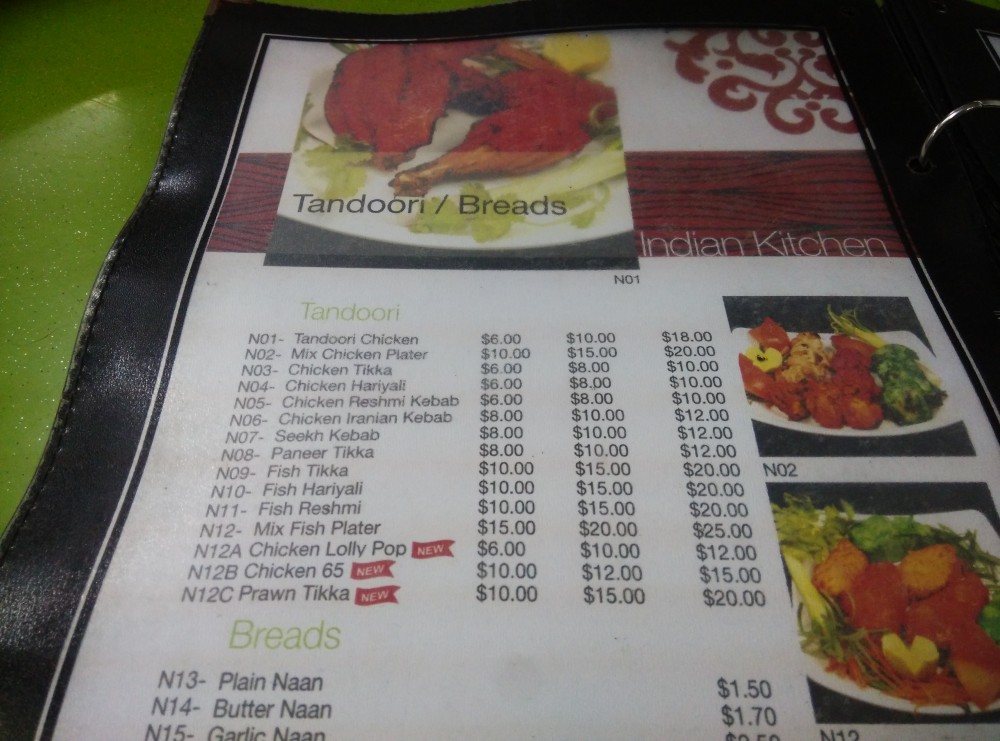 Tandoori / Breads
Indian Kitchen
N01
Tandoori
N01- Tandoori Chicken $6.00 $10.00 $18.00
N02- Mix Chicken Plater $10.00 $15.00 $20.00
N03- Chicken Tikka $6.00 $8.00 $10.00
N04- Chicken Hariyali $6.00 $8.00 $10.00
N05- Chicken Reshmi Kebab $6.00 $8.00 $10.00
N06- Chicken Iranian Kebab $8.00 $10.00 $12.00
N07- Seekh Kebab $8.00 $10.00 $12.00
N08- Paneer Tikka $8.00 $10.00 $12.00
N09- Fish Tikka $10.00 $15.00 $20.00
N10- Fish Hariyali $10.00 $15.00 $20.00
N11- Fish Reshmi $10.00 $15.00 $20.00
N12- Mix Fish Plater $15.00 $20.00 $25.00
N12A Chicken Lolly Pop NEW $6.00 $10.00 $12.00
N12B Chicken 65 NEW $10.00 $12.00 $15.00
N12C Prawn Tikka NEW $10.00 $15.00 $20.00
N02
Breads
N13- Plain Naan $1.50
N14- Butter Naan $1.70
N15- Garlic Naan
N12